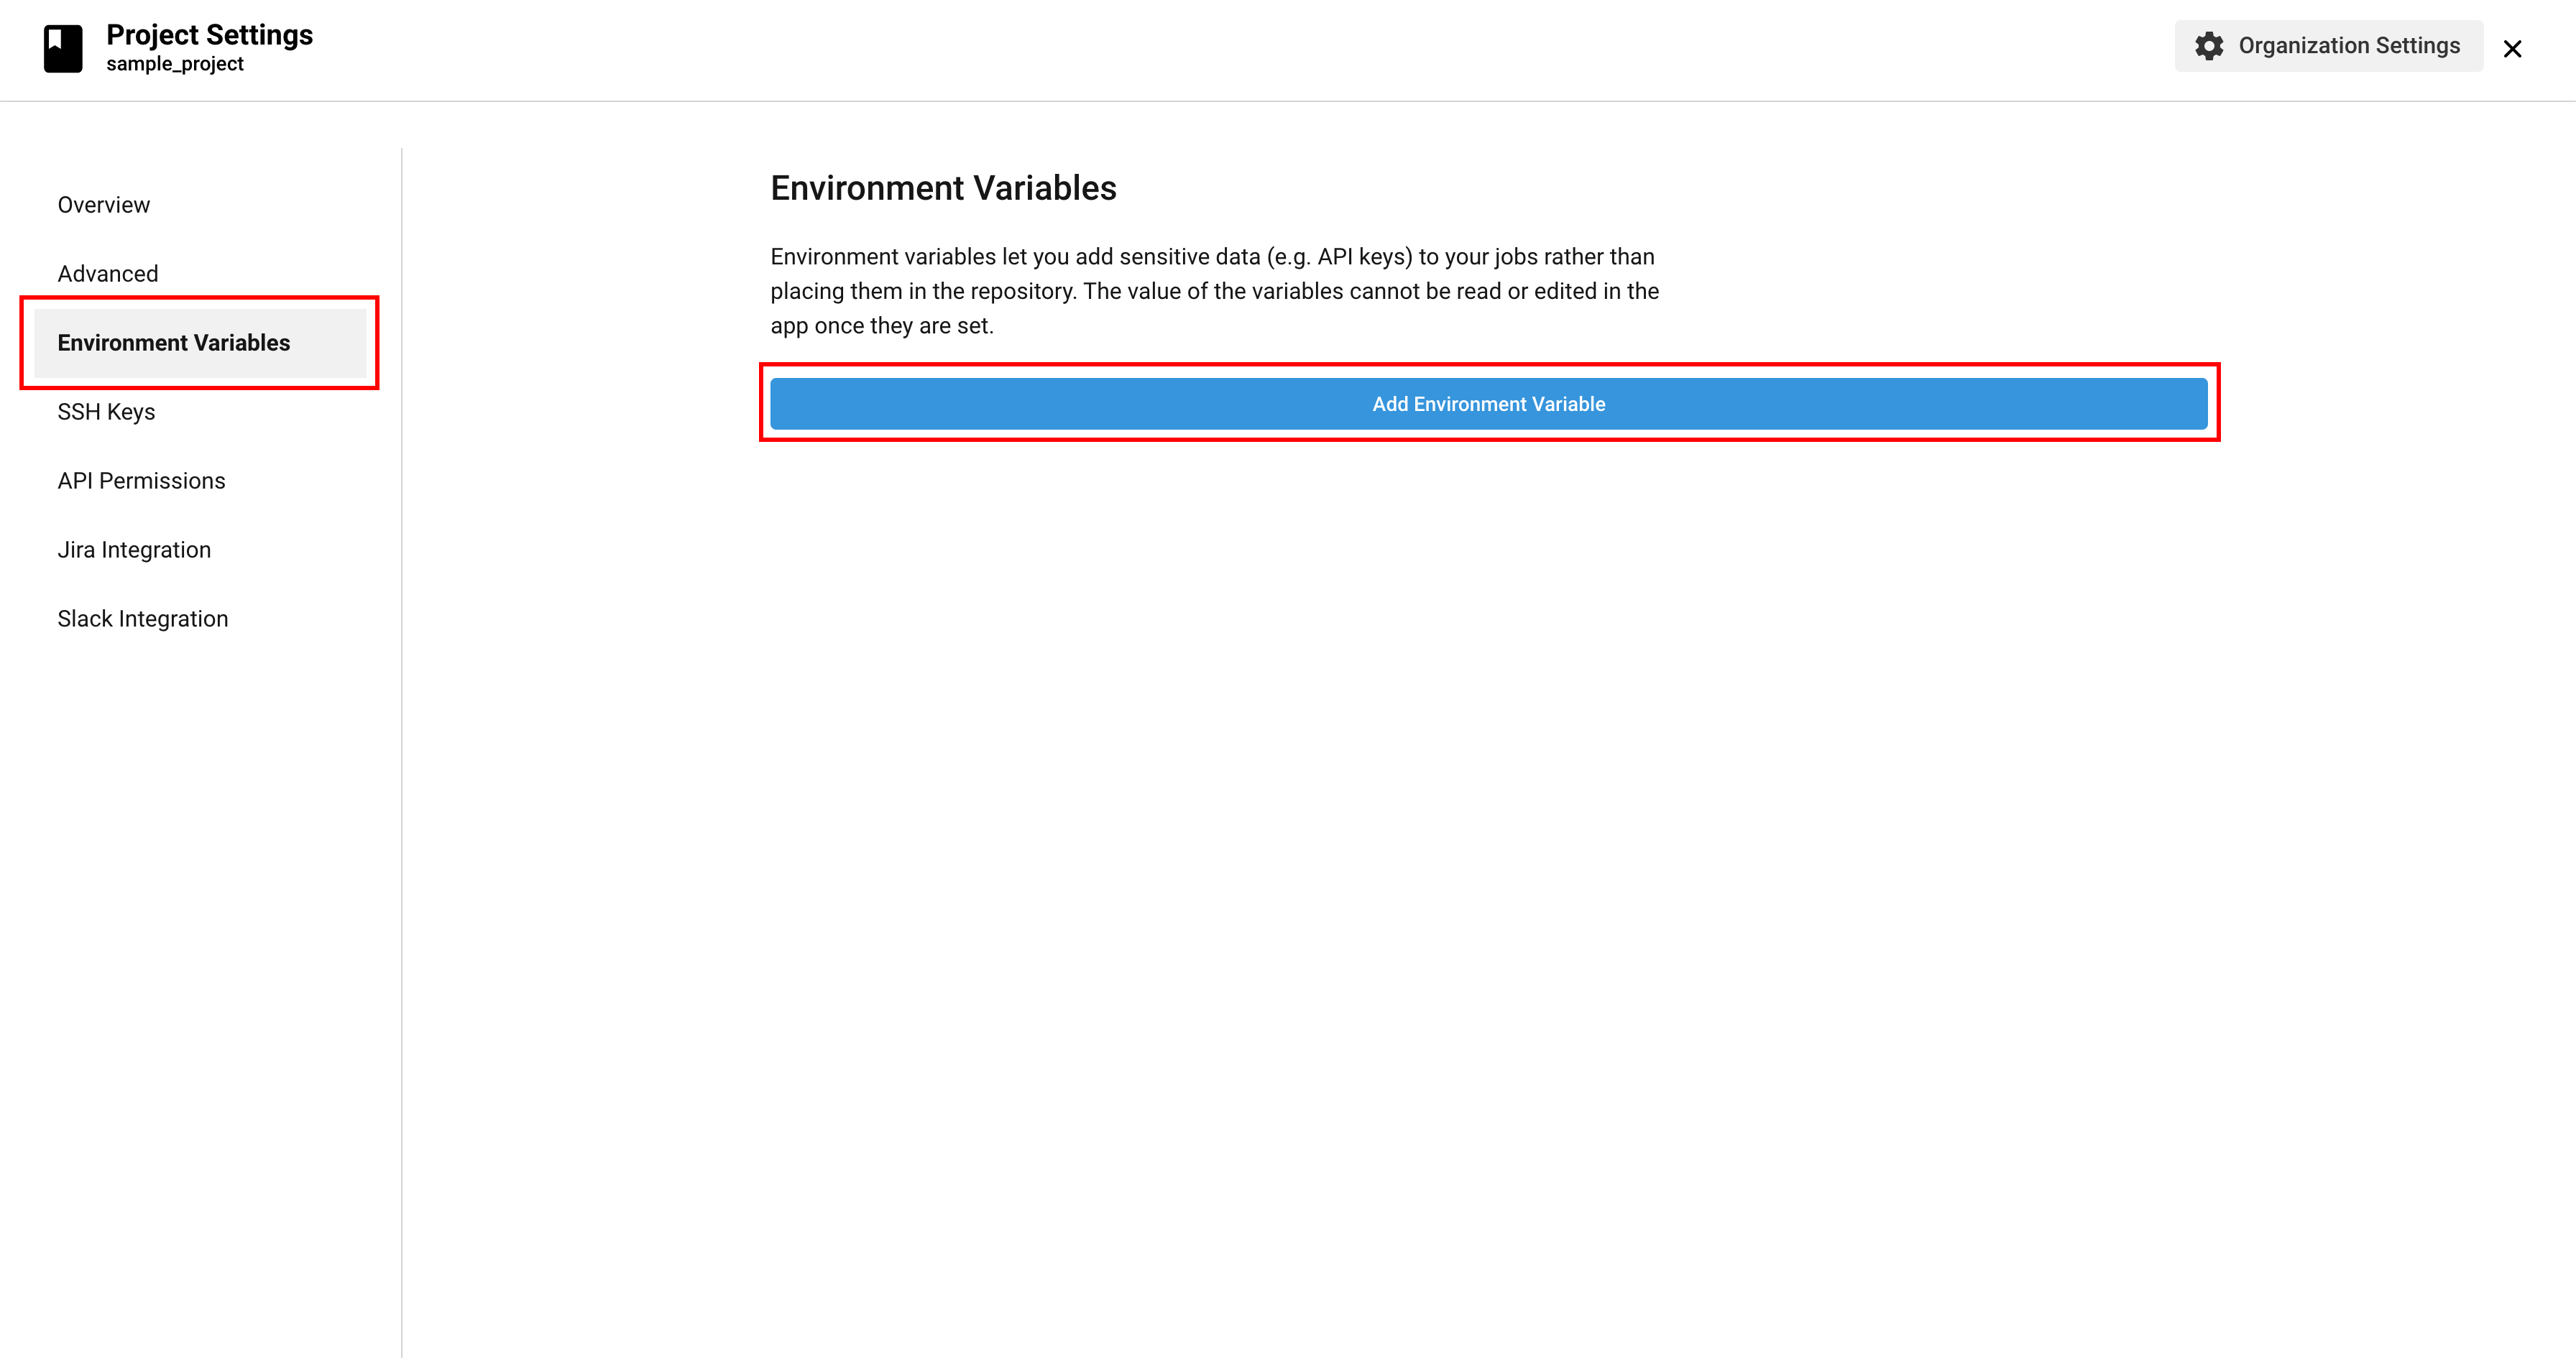 Project Settings
sample_project
Organization Settings
Overview
Advanced
Environment Variables
SSH Keys
API Permissions
Jira Integration
Slack Integration
Environment Variables
Environment variables let you add sensitive data (e.g. API keys) to your jobs rather than
placing them in the repository. The value of the variables cannot be read or edited in the
app once they are set.
Add Environment Variable